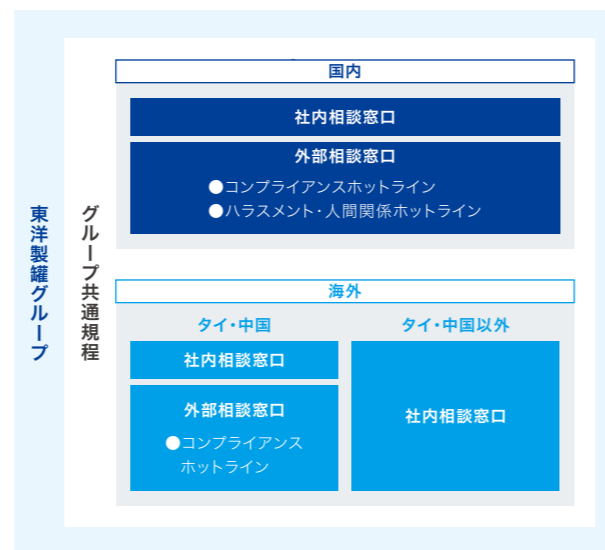 東洋製罐グループ
グループ共通規程
国内
社内相談窓口
外部相談窓口
●コンプライアンスホットライン
●ハラスメント・人間関係ホットライン
海外
タイ・中国
社内相談窓口
外部相談窓口
●コンプライアンス
ホットライン
タイ・中国以外
社内相談窓口